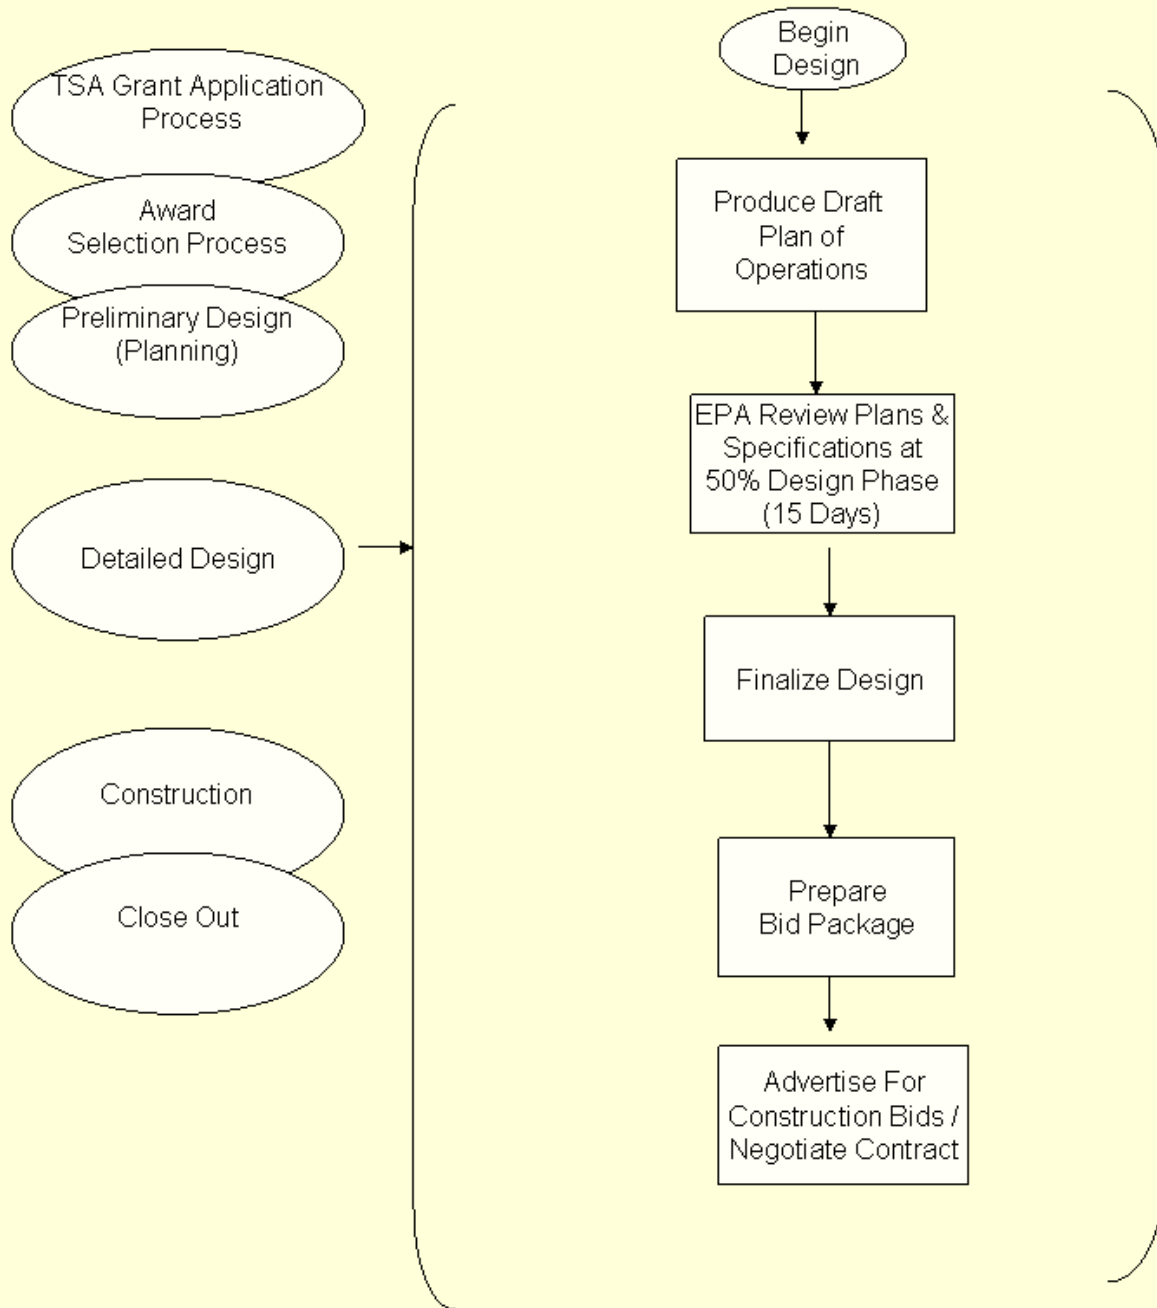 TSA Grant Application
Process
Award
Selection Process
Preliminary Design
(Planning)
Detailed Design
Construction
Close Out
Begin
Design
Produce Draft
Plan of
Operations
EPA Review Plans &
Specifications at
50% Design Phase
(15 Days)
Finalize Design
Prepare
Bid Package
Advertise For
Construction Bids /
Negotiate Contract